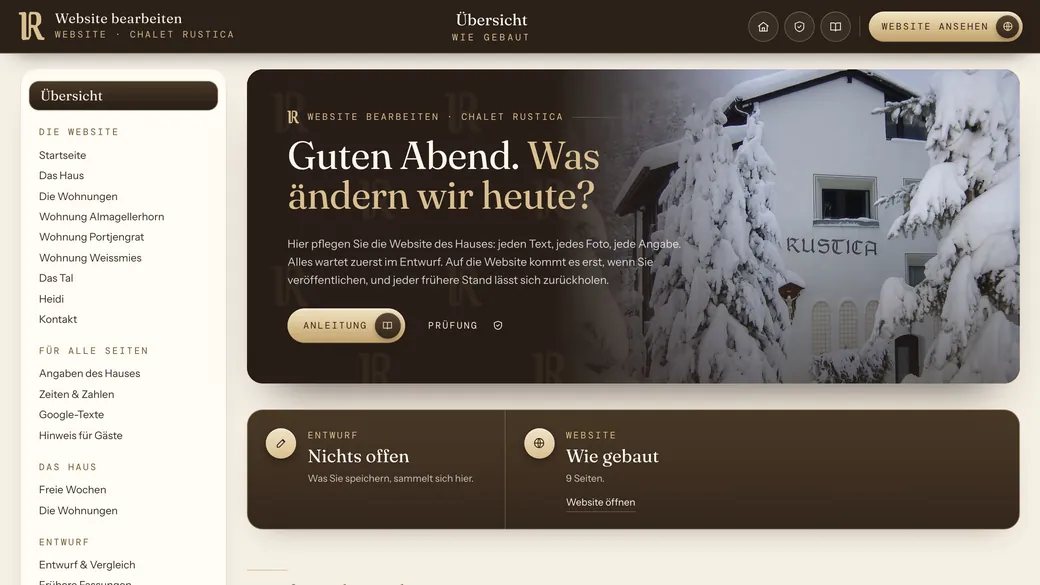 Website bearbeiten
WEBSITE · CHALET RUSTICA
Übersicht
WIE GEBAUT
WEBSITE ANSEHEN
Übersicht
DIE WEBSITE
Startseite
Das Haus
Die Wohnungen
Wohnung Almagellerhorn
Wohnung Portjengrat
Wohnung Weissmies
Das Tal
Heidi
Kontakt
FÜR ALLE SEITEN
Angaben des Hauses
Zeiten & Zahlen
Google-Texte
Hinweis für Gäste
DAS HAUS
Freie Wochen
Die Wohnungen
ENTWURF
Entwurf & Vergleich
Frühere Fassungen
WEBSITE BEARBEITEN · CHALET RUSTICA
Guten Abend. Was
ändern wir heute?
Hier pflegen Sie die Website des Hauses: jeden Text, jedes Foto, jede Angabe.
Alles wartet zuerst im Entwurf. Auf die Website kommt es erst, wenn Sie
veröffentlichen, und jeder frühere Stand lässt sich zurückholen.
ANLEITUNG
PRÜFUNG
RUSTICA
ENTWURF
Nichts offen
Was Sie speichern, sammelt sich hier.
WEBSITE
Wie gebaut
9 Seiten.
Website öffnen